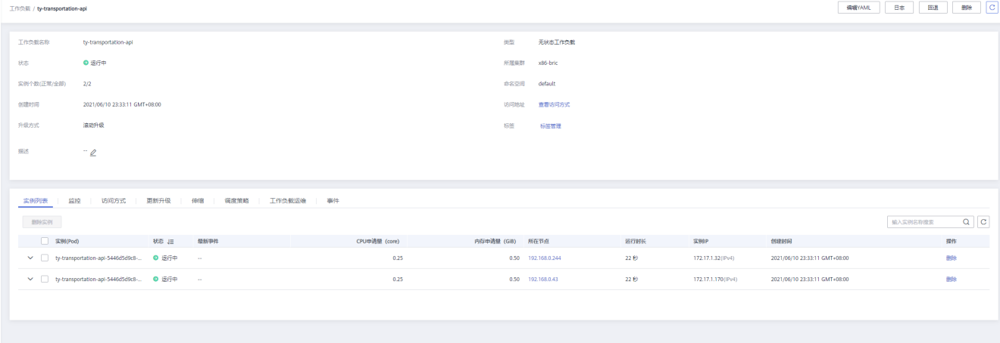 工作负载 / ty-transportation-api
编辑YAML 日志 回退 删除
工作负载名称 ty-transportation-api 类型 无状态工作负载
状态 运行中 所属集群 x86-bric
实例个数(正常/全部) 2/2 命名空间 default
创建时间 2021/06/10 23:33:11 GMT+08:00 访问地址 查看访问方式
升级方式 滚动升级 标签 标签管理
描述 --
实例列表 监控 访问方式 更新升级 伸缩 调度策略 工作负载运维 事件
删除实例 输入实例名称搜索
实例(Pod) 状态 最新事件 CPU申请量 (core) 内存申请量 (GiB) 所在节点 运行时长 实例IP 创建时间 操作
ty-transportation-api-5446d5d9c8-... 运行中 -- 0.25 0.50 192.168.0.244 22 秒 172.17.1.32(IPv4) 2021/06/10 23:33:11 GMT+08:00 删除
ty-transportation-api-5446d5d9c8-... 运行中 -- 0.25 0.50 192.168.0.43 22 秒 172.17.1.170(IPv4) 2021/06/10 23:33:11 GMT+08:00 删除